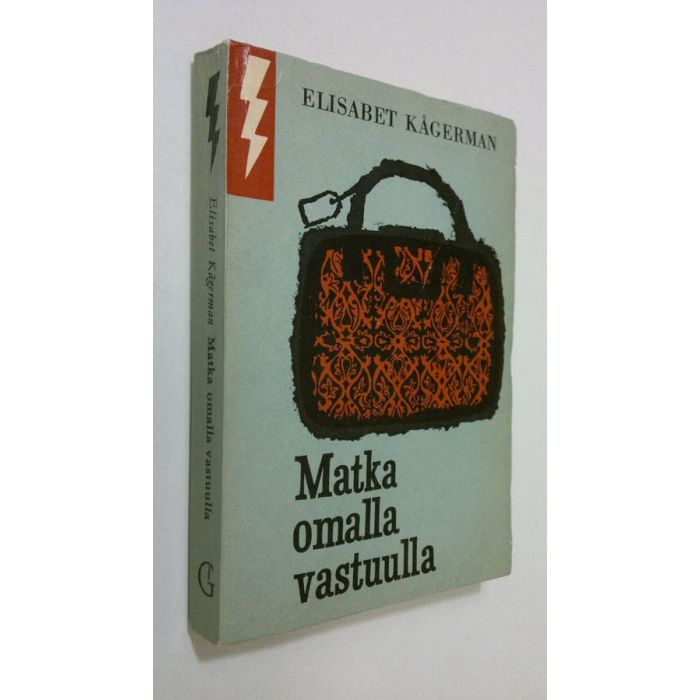 ELISABET KÅGERMAN
Matka
omalla
vastuulla
Elisabet Kågerman Matka omalla vastuulla
G